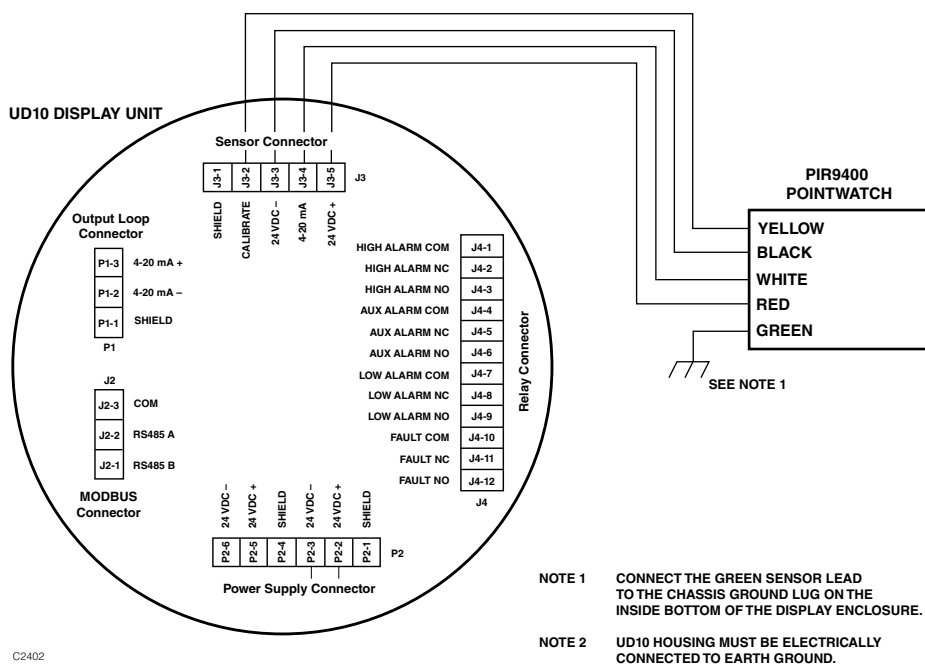 UD10 DISPLAY UNIT
Sensor Connector
J3-1
J3-2
J3-3
J3-4
J3-5
J3
SHIELD
CALIBRATE
24 VDC –
4-20 mA
24 VDC +
Output Loop
Connector
P1-3 4-20 mA +
P1-2 4-20 mA –
P1-1 SHIELD
P1
J2
J2-3 COM
J2-2 RS485 A
J2-1 RS485 B
MODBUS
Connector
HIGH ALARM COM J4-1
HIGH ALARM NC J4-2
HIGH ALARM NO J4-3
AUX ALARM COM J4-4
AUX ALARM NC J4-5
AUX ALARM NO J4-6
LOW ALARM COM J4-7
LOW ALARM NC J4-8
LOW ALARM NO J4-9
FAULT COM J4-10
FAULT NC J4-11
FAULT NO J4-12
J4
Relay Connector
24 VDC –
24 VDC +
SHIELD
24 VDC –
24 VDC +
SHIELD
P2-6
P2-5
P2-4
P2-3
P2-2
P2-1
P2
Power Supply Connector
PIR9400
POINTWATCH
YELLOW
BLACK
WHITE
RED
GREEN
SEE NOTE 1
NOTE 1 CONNECT THE GREEN SENSOR LEAD
TO THE CHASSIS GROUND LUG ON THE
INSIDE BOTTOM OF THE DISPLAY ENCLOSURE.
NOTE 2 UD10 HOUSING MUST BE ELECTRICALLY
CONNECTED TO EARTH GROUND.
C2402